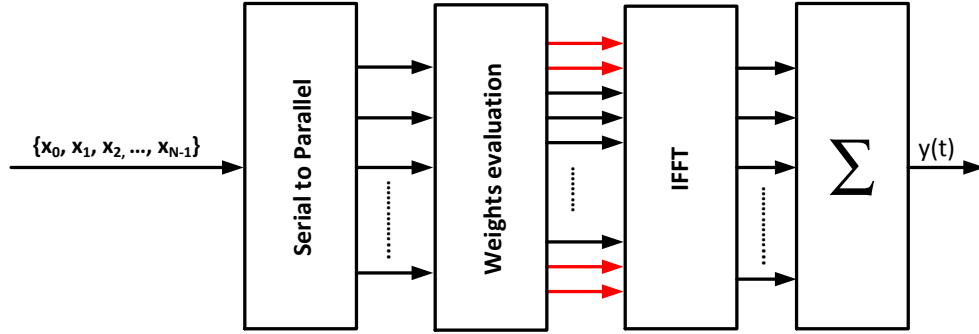 {x0, x1, x2, ..., xN-1}
Serial to Parallel
Weights evaluation
IFFT
∑
y(t)